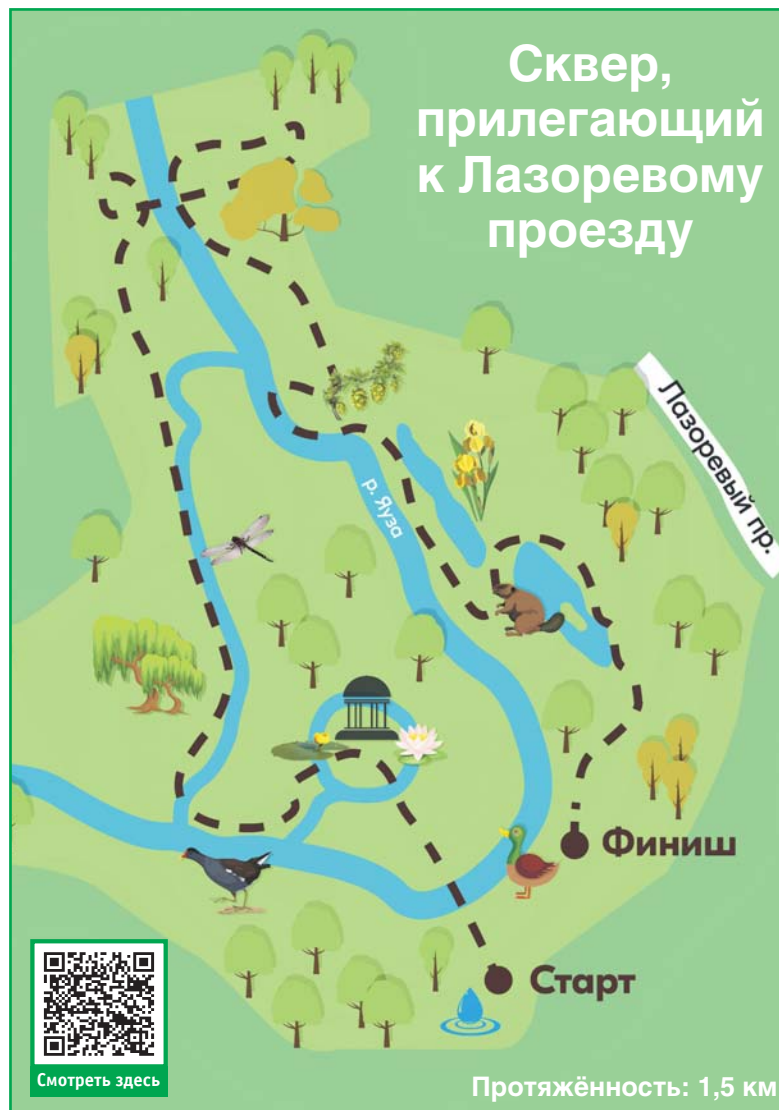 Сквер,
прилегающий
к Лазоревому
проезду
Лазоревый пр.
р. Яуза
Финиш
Старт
Смотреть здесь
Протяжённость: 1,5 км